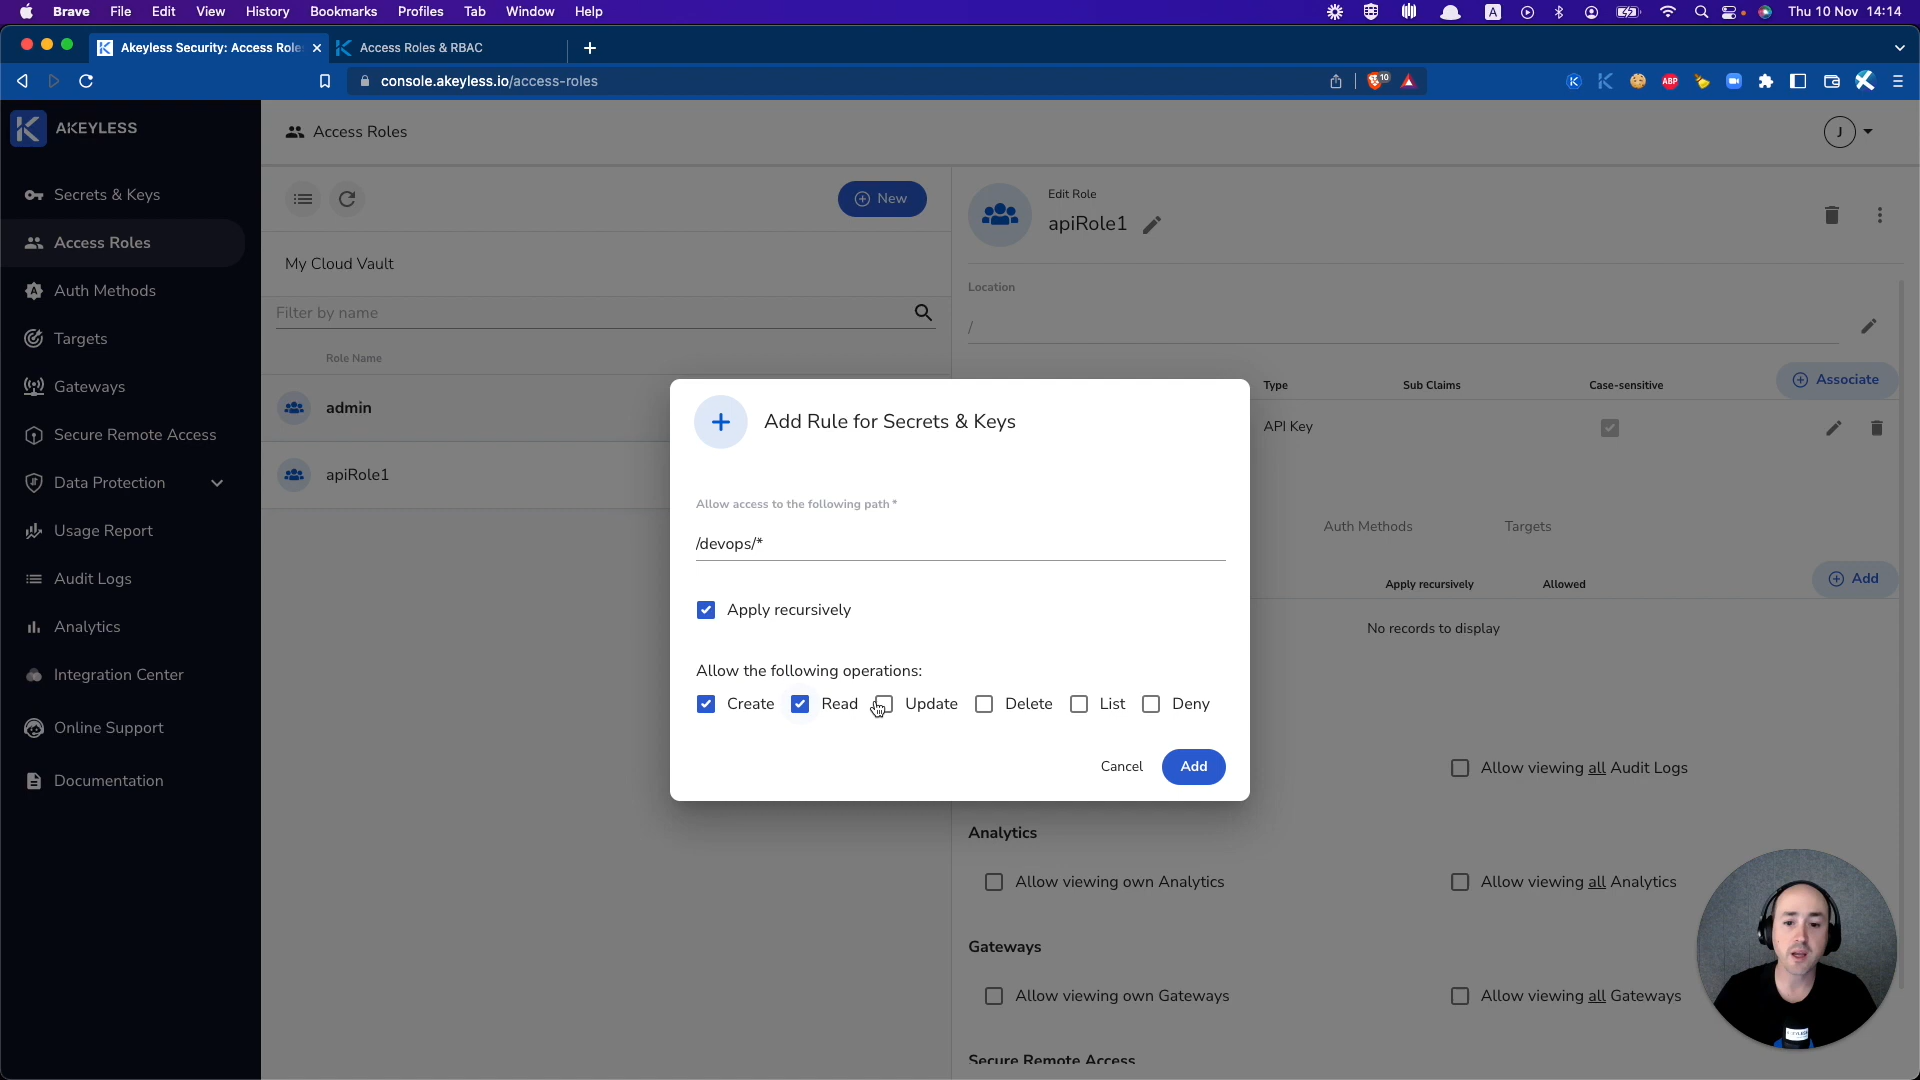 Brave File Edit View History Bookmarks Profiles Tab Window Help
A
Thu 10 Nov 14:14
Akeyless Security: Access Role
Access Roles & RBAC
console.akeyless.io/access-roles
10
ABP
AKEYLESS
Access Roles
J
Secrets & Keys
Access Roles
Auth Methods
Targets
Gateways
Secure Remote Access
Data Protection
Usage Report
Audit Logs
Analytics
Integration Center
Online Support
Documentation
New
My Cloud Vault
Filter by name
Role Name
admin
apiRole1
Edit Role
apiRole1
Location
/
Type Sub Claims Case-sensitive
Associate
API Key
Auth Methods Targets
Apply recursively Allowed
Add
No records to display
Add Rule for Secrets & Keys
Allow access to the following path *
/devops/*
Apply recursively
Allow the following operations:
Create Read Update Delete List Deny
Cancel Add
Allow viewing all Audit Logs
Analytics
Allow viewing own Analytics Allow viewing all Analytics
Gateways
Allow viewing own Gateways Allow viewing all Gateways
Secure Remote Access